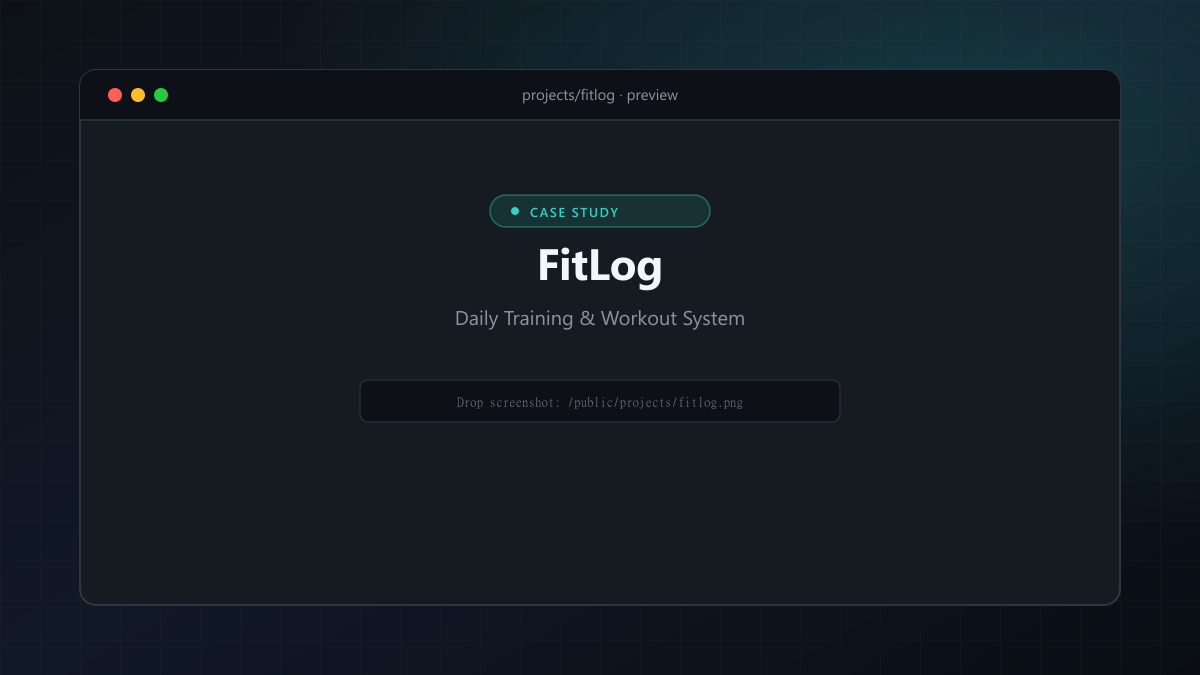 projects/fitlog · preview
CASE STUDY
FitLog
Daily Training & Workout System
Drop screenshot: /public/projects/fitlog.png